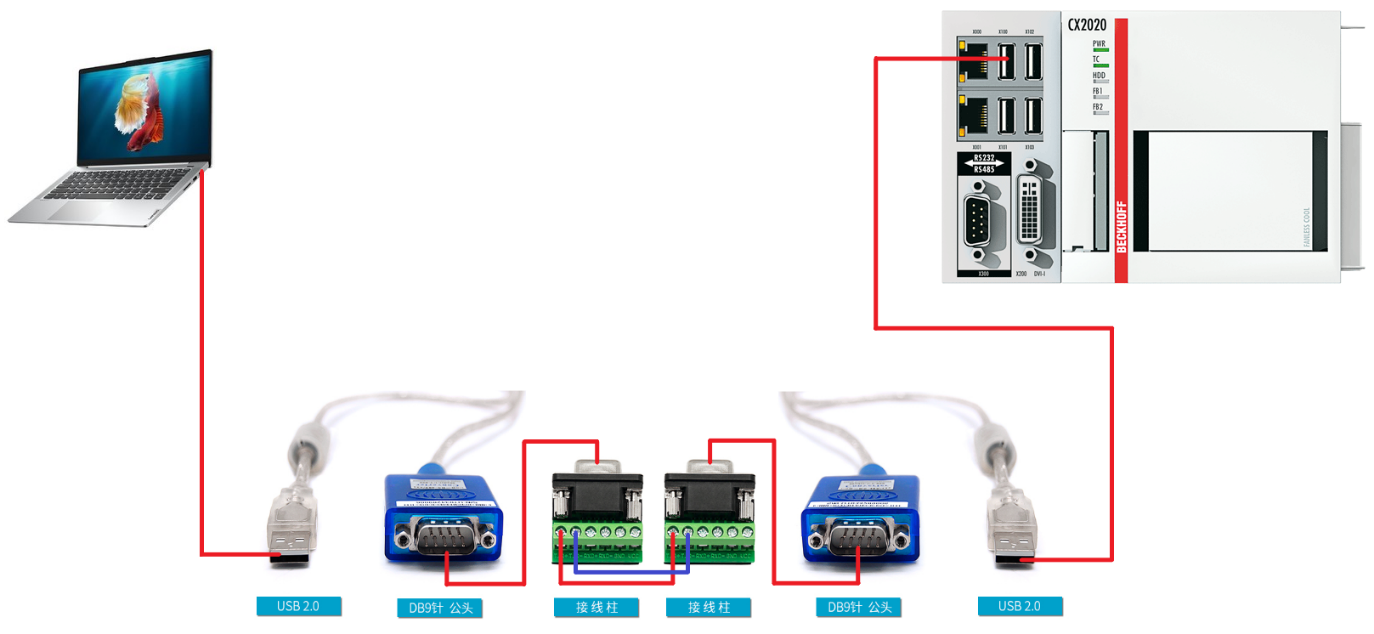 CX2020
X000
X100
X102
PWR
TC
HDD
FB1
FB2
X101
X103
RS232
RS485
X300
X200
DVI-I
BECKHOFF
FANLESS COOL
USB 2.0
DB9针 公头
接线柱
接线柱
DB9针 公头
USB 2.0